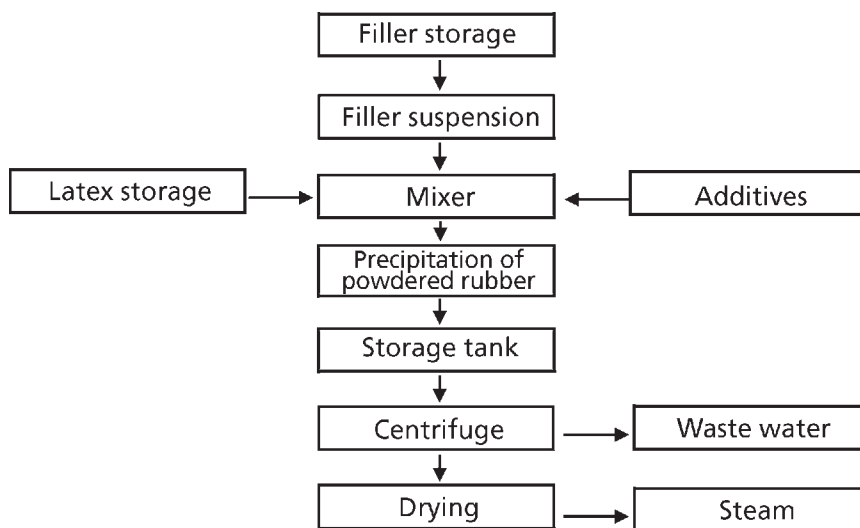 Filler storage
Filler suspension
Latex storage
Mixer
Additives
Precipitation of
powdered rubber
Storage tank
Centrifuge
Waste water
Drying
Steam